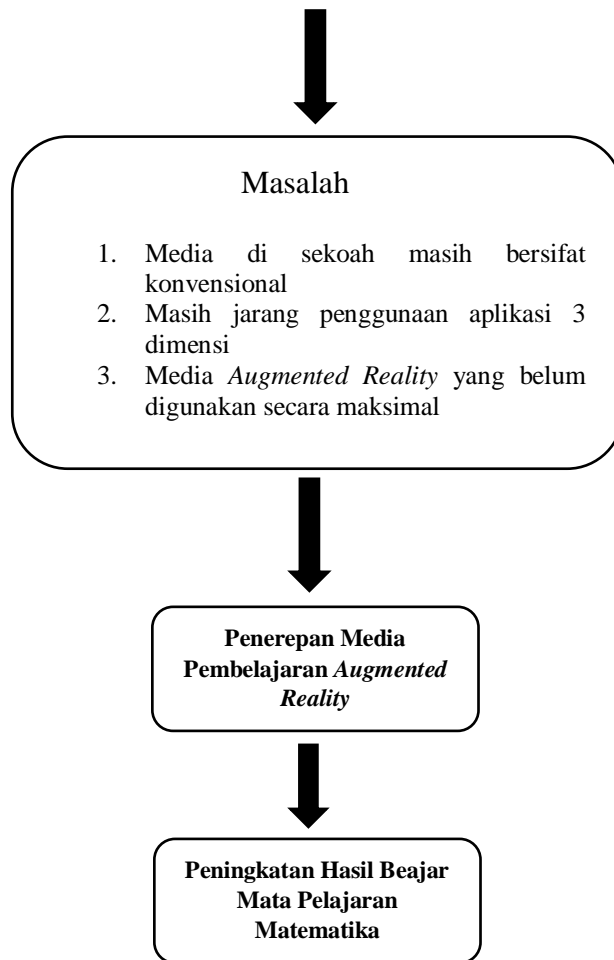 Masalah
1. Media di sekoah masih bersifat
konvensional
2. Masih jarang penggunaan aplikasi 3
dimensi
3. Media Augmented Reality yang belum
digunakan secara maksimal
Penerepan Media
Pembelajaran Augmented
Reality
Peningkatan Hasil Beajar
Mata Pelajaran
Matematika